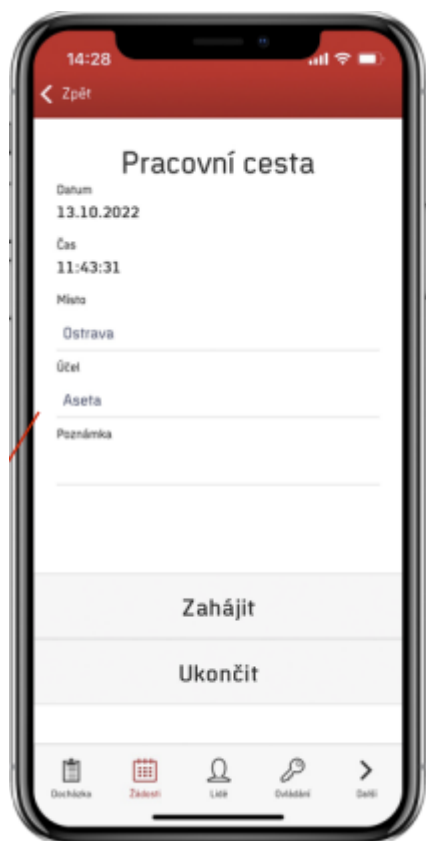 14:28
Zpět
Pracovní cesta
Datum
13.10.2022
Čas
11:43:31
Místo
Ostrava
Účel
Aseta
Poznámka
Zahájit
Ukončit
Docházka Žádosti Lidé Ovládání Další